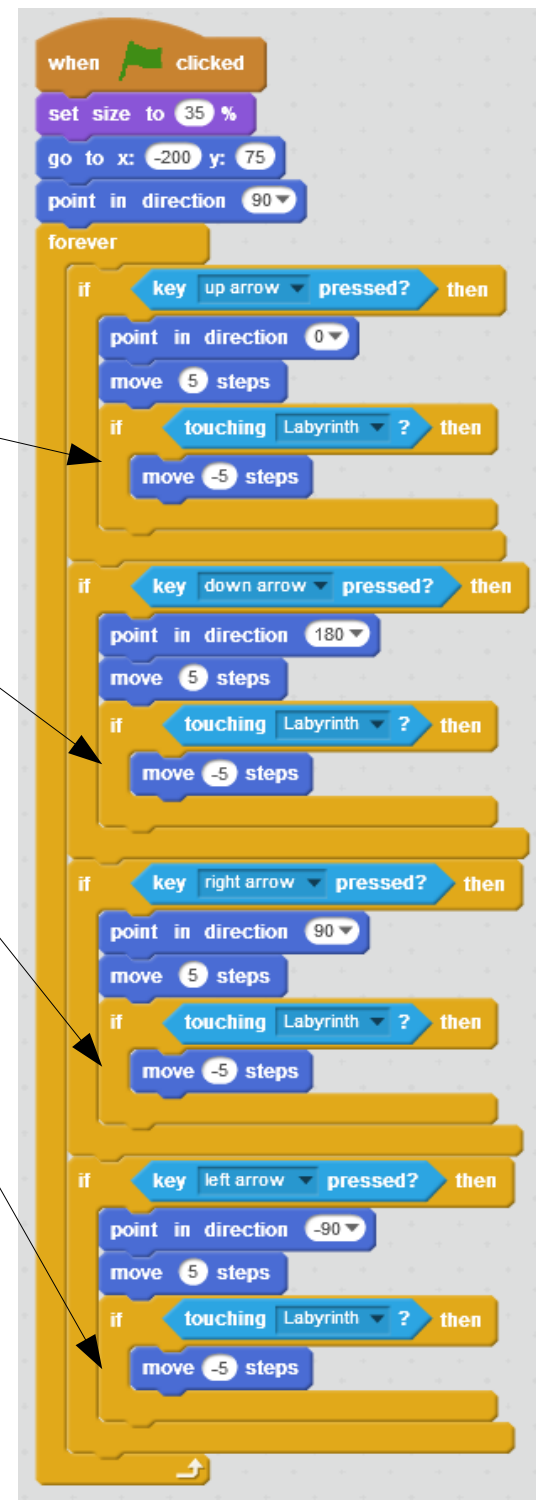 when clicked
set size to 35 %
go to x: -200 y: 75
point in direction 90
forever
if key up arrow pressed? then
point in direction 0
move 5 steps
if touching Labyrinth ? then
move -5 steps
if key down arrow pressed? then
point in direction 180
move 5 steps
if touching Labyrinth ? then
move -5 steps
if key right arrow pressed? then
point in direction 90
move 5 steps
if touching Labyrinth ? then
move -5 steps
if key left arrow pressed? then
point in direction -90
move 5 steps
if touching Labyrinth ? then
move -5 steps